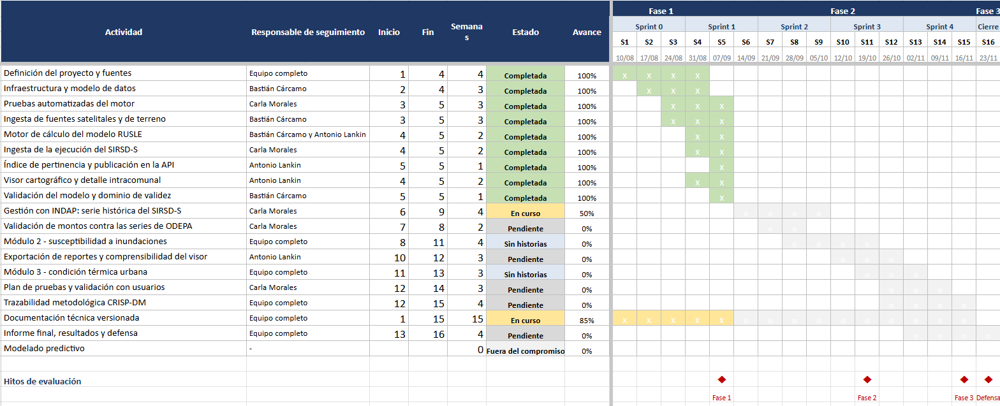 Fase 1 Fase 2 Fase 3
Actividad Responsable de seguimiento Inicio Fin Semanas Estado Avance
Sprint 0 Sprint 1 Sprint 2 Sprint 3 Sprint 4 Cierre
S1 S2 S3 S4 S5 S6 S7 S8 S9 S10 S11 S12 S13 S14 S15 S16
10/08 17/08 24/08 31/08 07/09 14/09 21/09 28/09 05/10 12/10 19/10 26/10 02/11 09/11 16/11 23/11
Definición del proyecto y fuentes Equipo completo 1 4 4 Completada 100% x x x x
Infraestructura y modelo de datos Bastián Cárcamo 2 4 3 Completada 100% x x x
Pruebas automatizadas del motor Carla Morales 3 5 3 Completada 100% x x x
Ingesta de fuentes satelitales y de terreno Bastián Cárcamo 3 5 3 Completada 100% x x x
Motor de cálculo del modelo RUSLE Bastián Cárcamo y Antonio Lankin 4 5 2 Completada 100% x x
Ingesta de la ejecución del SIRSD-S Carla Morales 4 5 2 Completada 100% x x
Índice de pertinencia y publicación en la API Antonio Lankin 5 5 1 Completada 100% x
Visor cartográfico y detalle intracomunal Antonio Lankin 4 5 2 Completada 100% x x
Validación del modelo y dominio de validez Bastián Cárcamo 5 5 1 Completada 100% x
Gestión con INDAP: serie histórica del SIRSD-S Carla Morales 6 9 4 En curso 50% o o o o
Validación de montos contra las series de ODEPA Carla Morales 7 8 2 Pendiente 0% o o
Módulo 2 - susceptibilidad a inundaciones Equipo completo 8 11 4 Sin historias 0% o o o o
Exportación de reportes y comprensibilidad del visor Antonio Lankin 10 12 3 Pendiente 0% o o o
Módulo 3 - condición térmica urbana Equipo completo 11 13 3 Sin historias 0% o o o
Plan de pruebas y validación con usuarios Carla Morales 12 14 3 Pendiente 0% o o o
Trazabilidad metodológica CRISP-DM Equipo completo 12 15 4 Pendiente 0% o o o o
Documentación técnica versionada Equipo completo 1 15 15 En curso 85% x x x x x o o o o o o o o o o
Informe final, resultados y defensa Equipo completo 13 16 4 Pendiente 0% o o o o
Modelado predictivo - 0 Fuera del compromiso 0%
Hitos de evaluación ◆ ◆ ◆ ◆
Fase 1 Fase 2 Fase 3 Defensa